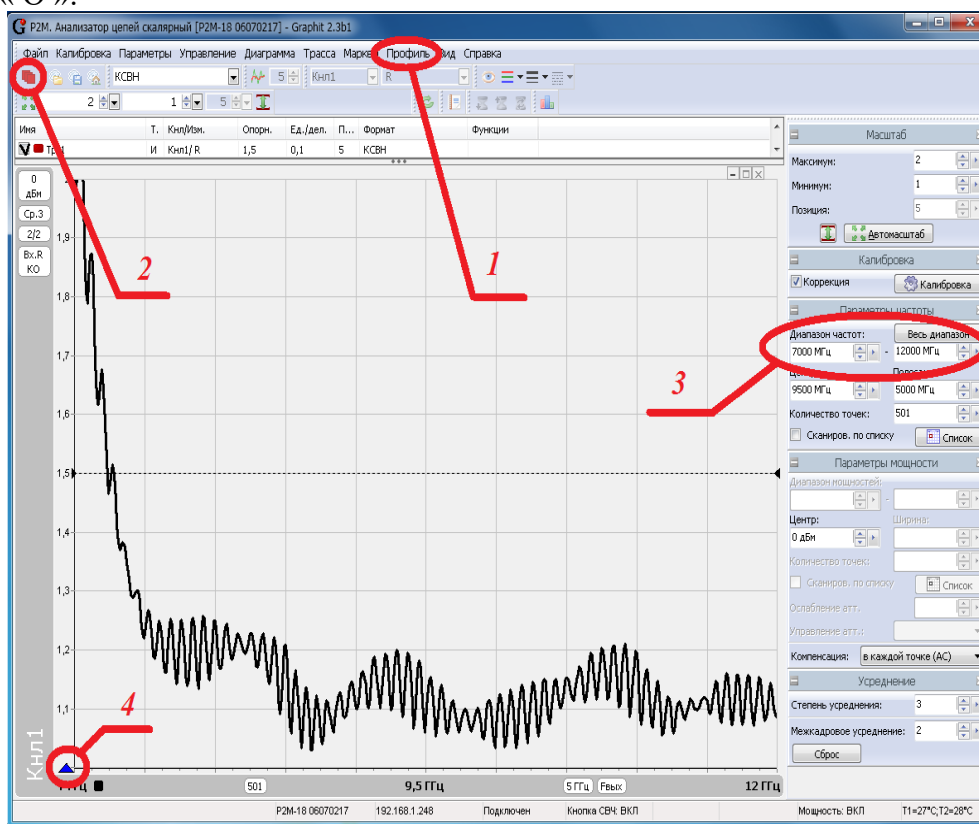 « О ».
Р2М. Анализатор цепей скалярный [Р2М-18 06070217] - Graphit 2.3b1
Файл Калибровка Параметры Управление Диаграмма Трасса Мар Профиль Вид Справка
КСВН 5 Кнл1 R
2 1 5
Имя Т. Кнл/Изм. Опорн. Ед./дел. П... Формат Функции
И Кнл1/ R 1,5 0,1 5 КСВН
0 дБм
Ср.3
2/2
Вх.R КО
1,9
1,8
1,7
1,6
1,5
1,4
1,3
1,2
1,1
Кнл1
2
1
3
4
ГГц 501 9,5 ГГц 5 ГГц Fвых 12 ГГц
Масштаб
Максимум: 2
Минимум: 1
Позиция: 5
Автомасштаб
Калибровка
Коррекция Калибровка
Параметры частоты
Диапазон частот: Весь диапазон
7000 МГц - 12000 МГц
9500 МГц 5000 МГц
Количество точек: 501
Сканиров. по списку Список
Параметры мощности
Диапазон мощностей:
-
Центр: Ширина:
0 дБм
Количество точек:
Сканиров. по списку Список
Ослабление атт.
Управление атт.:
Компенсация: в каждой точке (АС)
Усреднение
Степень усреднения: 3
Межкадровое усреднение: 2
Сброс
Р2М-18 06070217 192.168.1.248 Подключен Кнопка СВЧ: ВКЛ Мощность: ВКЛ Т1=27°C;Т2=28°C